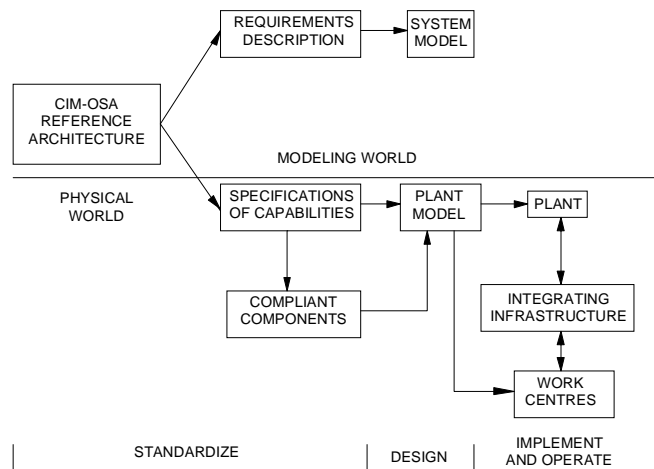 REQUIREMENTS
DESCRIPTION
SYSTEM
MODEL
CIM-OSA
REFERENCE
ARCHITECTURE
MODELING WORLD
PHYSICAL
WORLD
SPECIFICATIONS
OF CAPABILITIES
PLANT
MODEL
PLANT
COMPLIANT
COMPONENTS
INTEGRATING
INFRASTRUCTURE
WORK
CENTRES
STANDARDIZE
DESIGN
IMPLEMENT
AND OPERATE